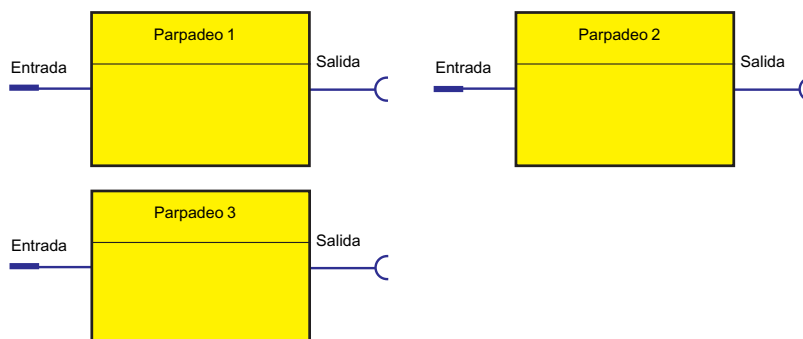 Parpadeo 1
Entrada
Salida
Parpadeo 2
Entrada
Salida
Parpadeo 3
Entrada
Salida